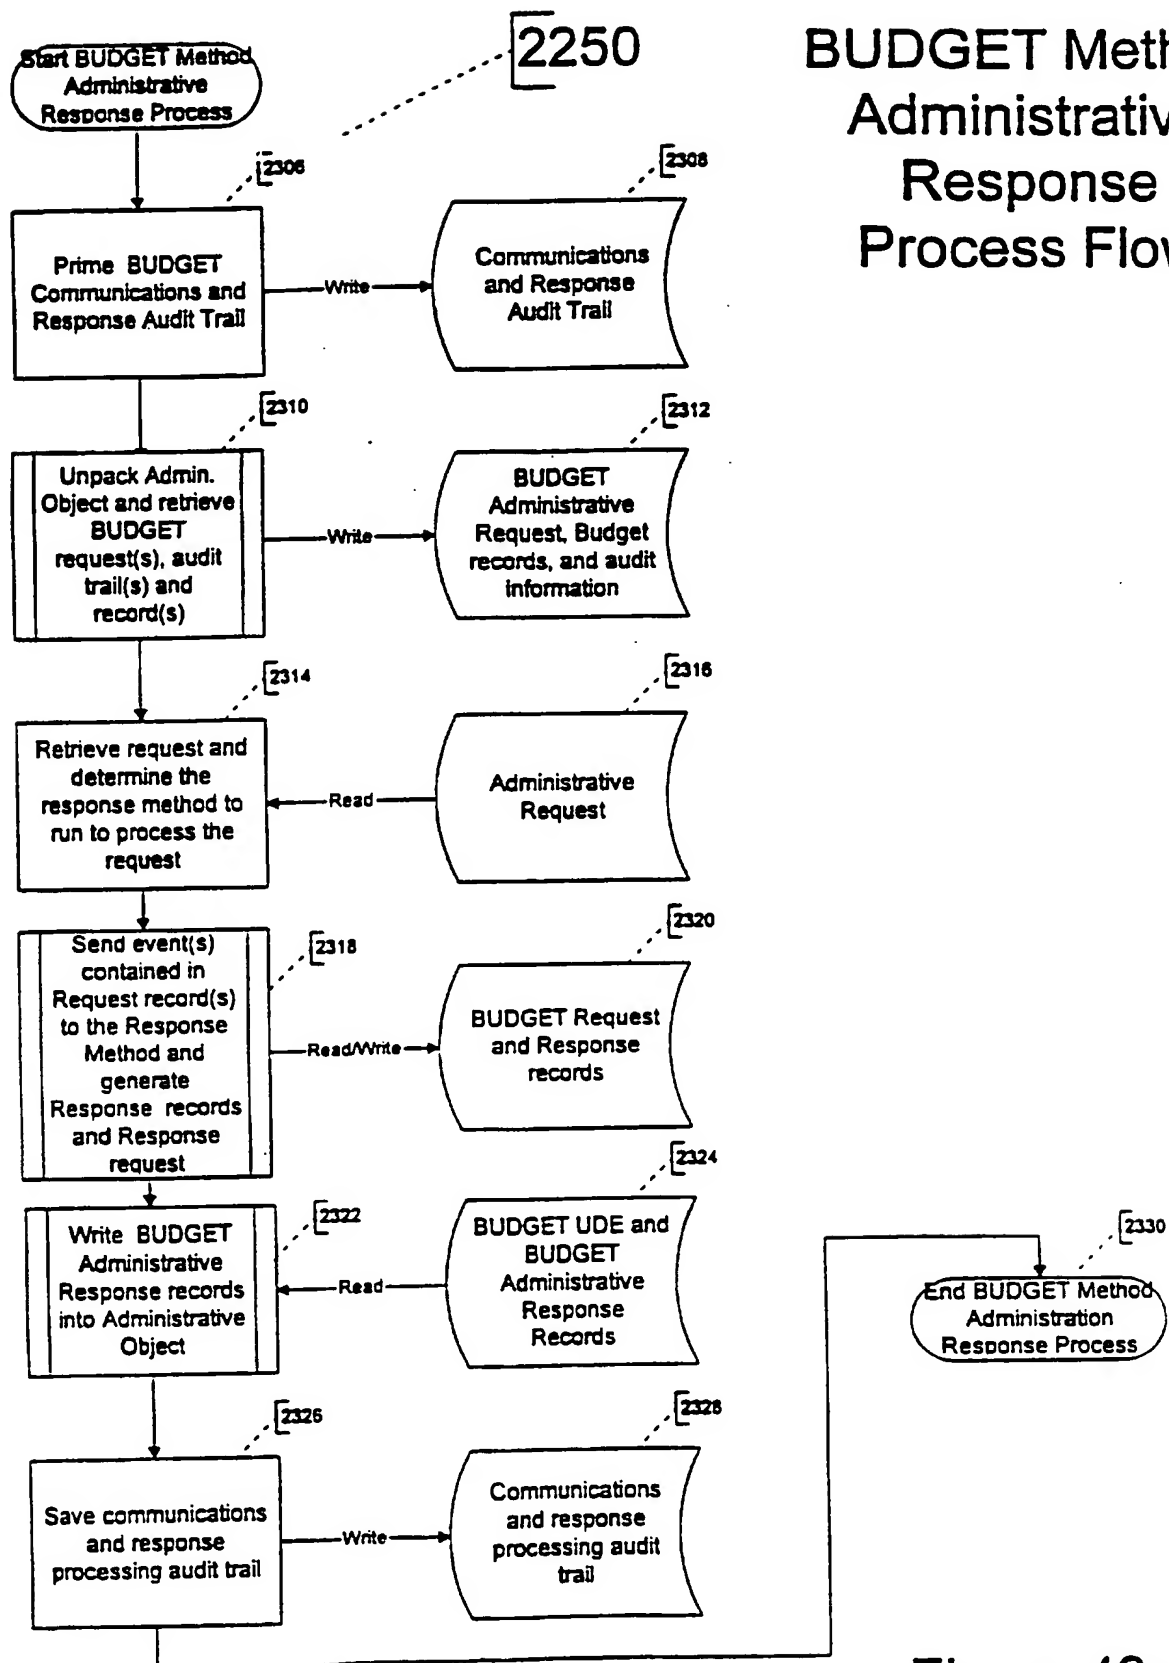 2250
BUDGET Meth
Administrativ
Response
Process Flov
Start BUDGET Method
Administrative
Response Process
2306
2308
Prime BUDGET
Communications and
Response Audit Trail
Write
Communications
and Response
Audit Trail
2310
2312
Unpack Admin.
Object and retrieve
BUDGET
request(s), audit
trail(s) and
record(s)
Write
BUDGET
Administrative
Request, Budget
records, and audit
information
2314
2316
Retrieve request and
determine the
response method to
run to process the
request
Read
Administrative
Request
2318
2320
Send event(s)
contained in
Request record(s)
to the Response
Method and
generate
Response records
and Response
request
Read/Write
BUDGET Request
and Response
records
2322
2324
Write BUDGET
Administrative
Response records
into Administrative
Object
Read
BUDGET UDE and
BUDGET
Administrative
Response
Records
2330
End BUDGET Method
Administration
Response Process
2326
2328
Save communications
and response
processing audit trail
Write
Communications
and response
processing audit
trail